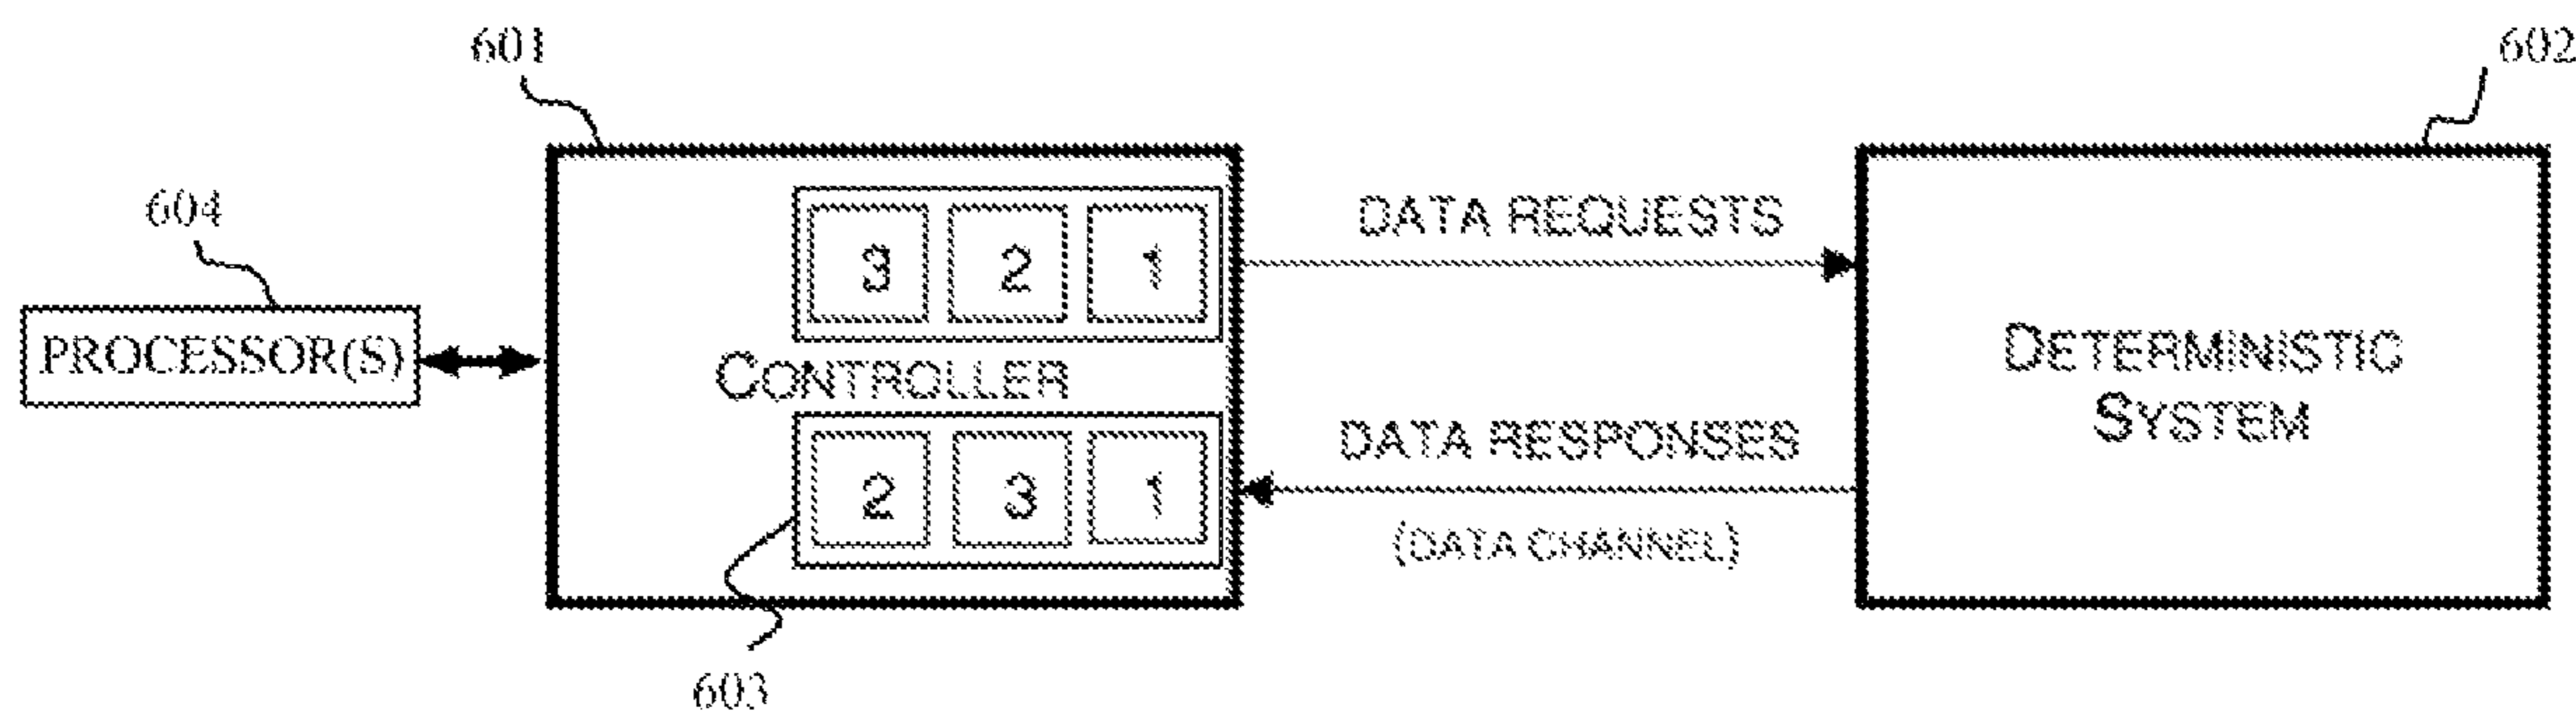 601
602
604
3 2 1
DATA REQUESTS
PROCESSOR(S)
CONTROLLER
DETERMINISTIC
SYSTEM
DATA RESPONSES
2 3 1
(DATA CHANNEL)
603